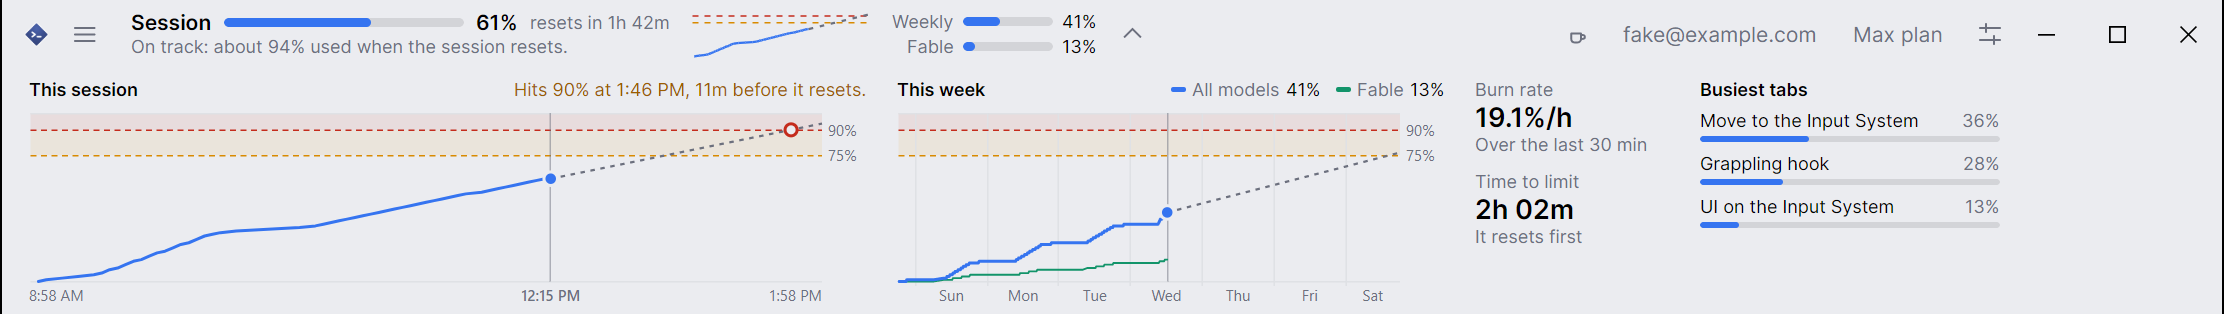 Session 61% resets in 1h 42m
On track: about 94% used when the session resets.
Weekly 41%
Fable 13%
fake@example.com Max plan
This session Hits 90% at 1:46 PM, 11m before it resets.
90%
75%
8:58 AM 12:15 PM 1:58 PM
This week All models 41% Fable 13%
90%
75%
Sun Mon Tue Wed Thu Fri Sat
Burn rate
19.1%/h
Over the last 30 min
Time to limit
2h 02m
It resets first
Busiest tabs
Move to the Input System 36%
Grappling hook 28%
UI on the Input System 13%